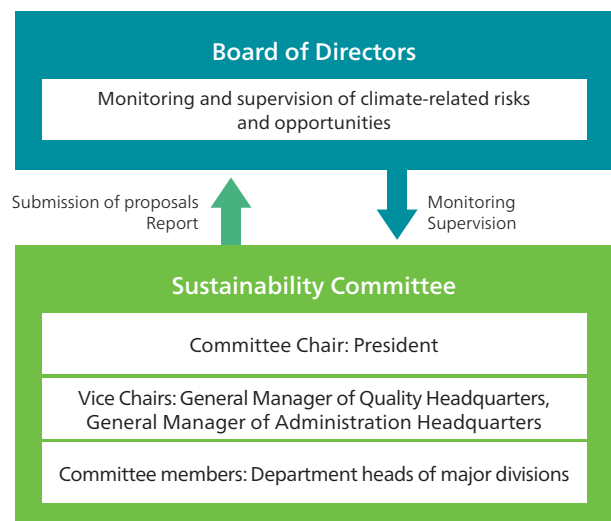 Board of Directors
Monitoring and supervision of climate-related risks
and opportunities
Submission of proposals
Report
Monitoring
Supervision
Sustainability Committee
Committee Chair: President
Vice Chairs: General Manager of Quality Headquarters,
General Manager of Administration Headquarters
Committee members: Department heads of major divisions